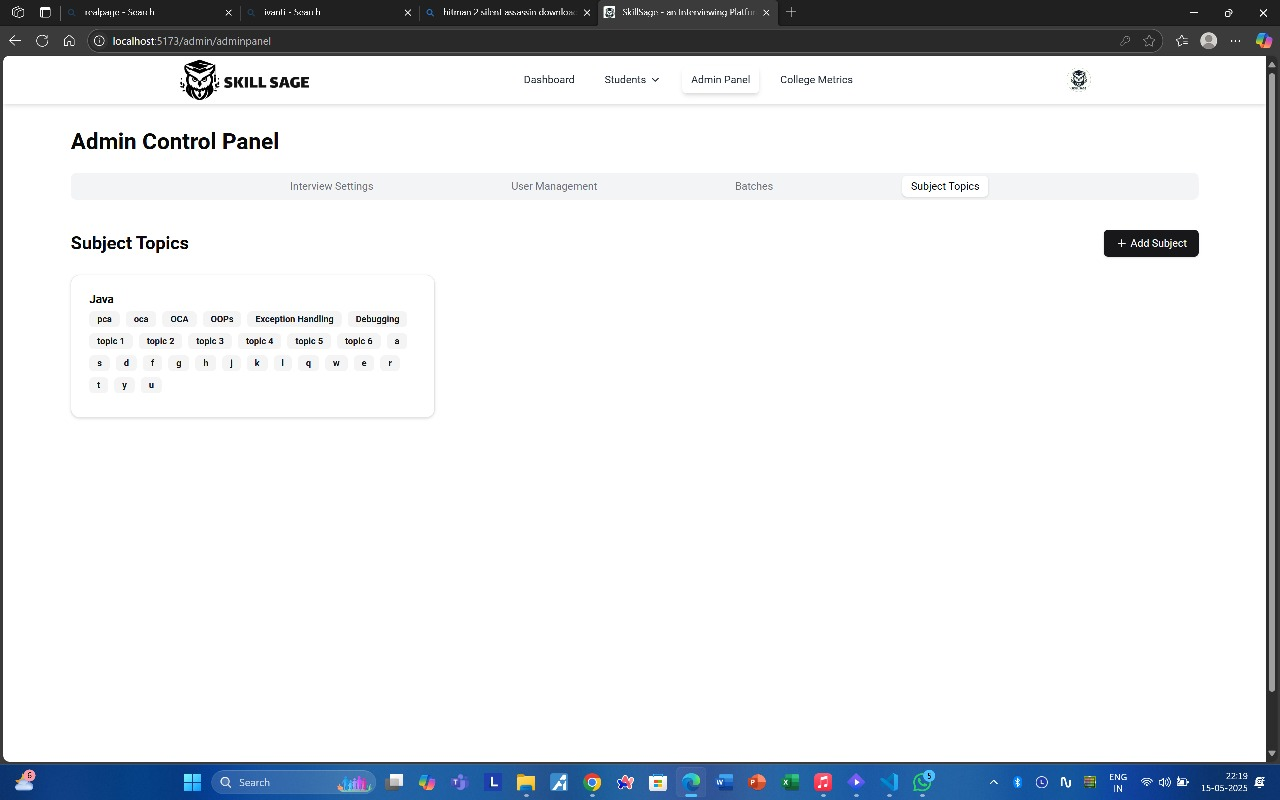 realpage - Search
ivanti - Search
hitman 2 silent assassin downloa
SkillSage - an Interviewing Platfor
localhost:5173/admin/adminpanel
SKILL SAGE
Dashboard
Students
Admin Panel
College Metrics
Admin Control Panel
Interview Settings
User Management
Batches
Subject Topics
Subject Topics
+ Add Subject
Java
pca oca OCA OOPs Exception Handling Debugging
topic 1 topic 2 topic 3 topic 4 topic 5 topic 6 a
s d f g h j k l q w e r
t y u
6
Search
L
5
ENG
IN
22:19
15-05-2025